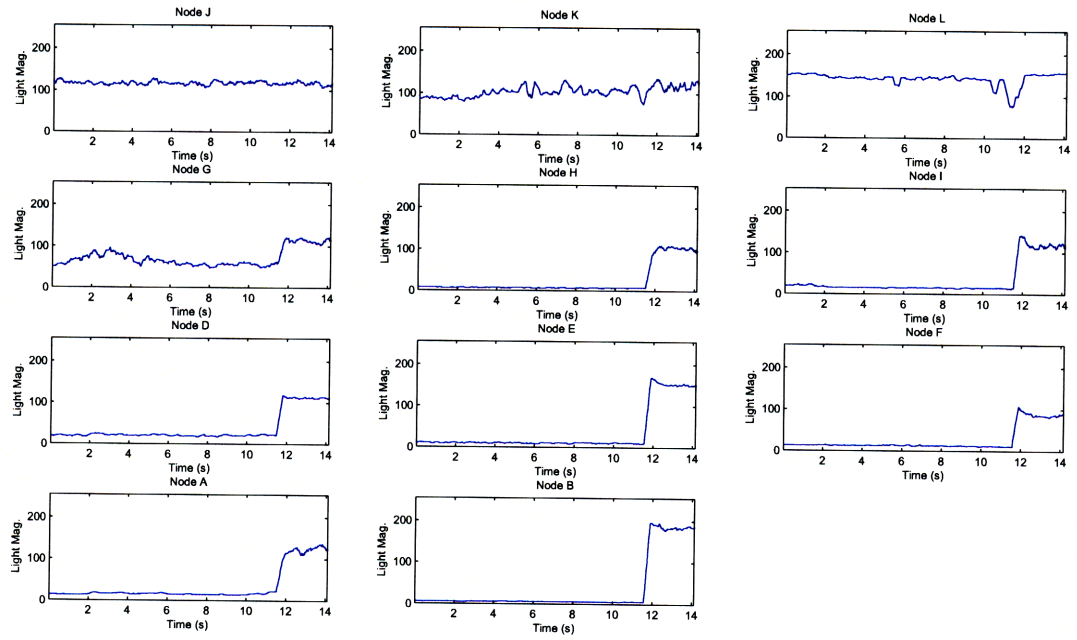 Node J
Light Mag.
200
100
0
2 4 6 8 10 12 14
Time (s)
Node K
Light Mag.
200
100
0
2 4 6 8 10 12 14
Time (s)
Node L
Light Mag.
200
100
0
2 4 6 8 10 12 14
Time (s)
Node G
Light Mag.
200
100
0
2 4 6 8 10 12 14
Time (s)
Node H
Light Mag.
200
100
0
2 4 6 8 10 12 14
Time (s)
Node I
Light Mag.
200
100
0
2 4 6 8 10 12 14
Time (s)
Node D
Light Mag.
200
100
0
2 4 6 8 10 12 14
Time (s)
Node E
Light Mag.
200
100
0
2 4 6 8 10 12 14
Time (s)
Node F
Light Mag.
200
100
0
2 4 6 8 10 12 14
Time (s)
Node A
Light Mag.
200
100
0
2 4 6 8 10 12 14
Time (s)
Node B
Light Mag.
200
100
0
2 4 6 8 10 12 14
Time (s)